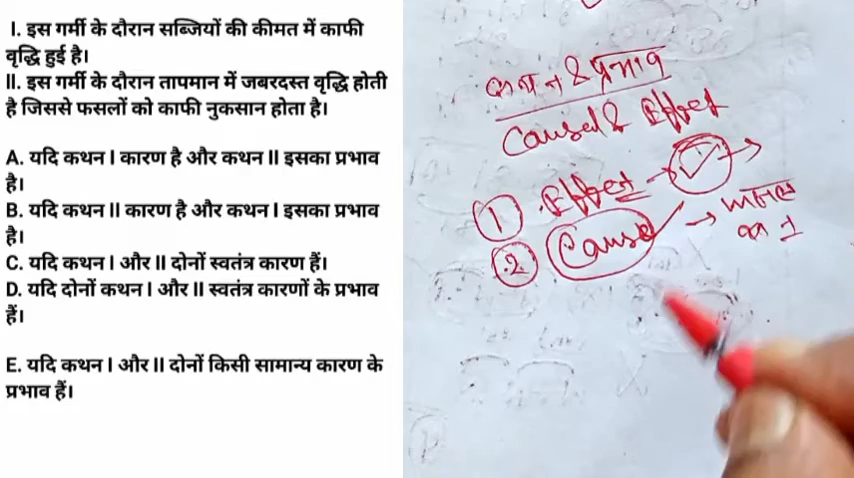 I. इस गर्मी के दौरान सब्जियों की कीमत में काफी
वृद्धि हुई है।
II. इस गर्मी के दौरान तापमान में जबरदस्त वृद्धि होती
है जिससे फसलों को काफी नुकसान होता है।
A. यदि कथन I कारण है और कथन II इसका प्रभाव
है।
B. यदि कथन II कारण है और कथन I इसका प्रभाव
है।
C. यदि कथन I और II दोनों स्वतंत्र कारण हैं।
D. यदि दोनों कथन I और II स्वतंत्र कारणों के प्रभाव
हैं।
E. यदि कथन I और II दोनों किसी सामान्य कारण के
प्रभाव हैं।
& प्रभाव
& Effect
1 Effect
2 Cause